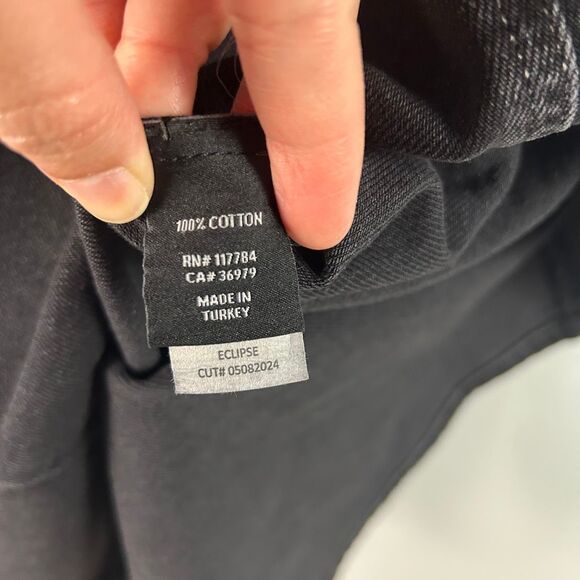 100% COTTON
RN# 117784
CA# 36979
MADE IN
TURKEY
ECLIPSE
CUT# 05082024